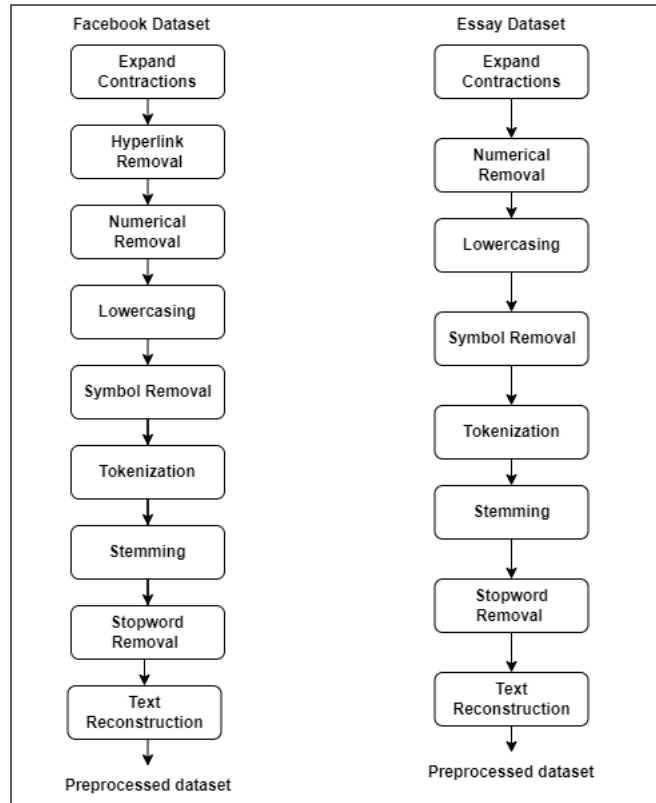 Facebook Dataset
Expand
Contractions
Hyperlink
Removal
Numerical
Removal
Lowercasing
Symbol Removal
Tokenization
Stemming
Stopword
Removal
Text
Reconstruction
Preprocessed dataset
Essay Dataset
Expand
Contractions
Numerical
Removal
Lowercasing
Symbol Removal
Tokenization
Stemming
Stopword
Removal
Text
Reconstruction
Preprocessed dataset